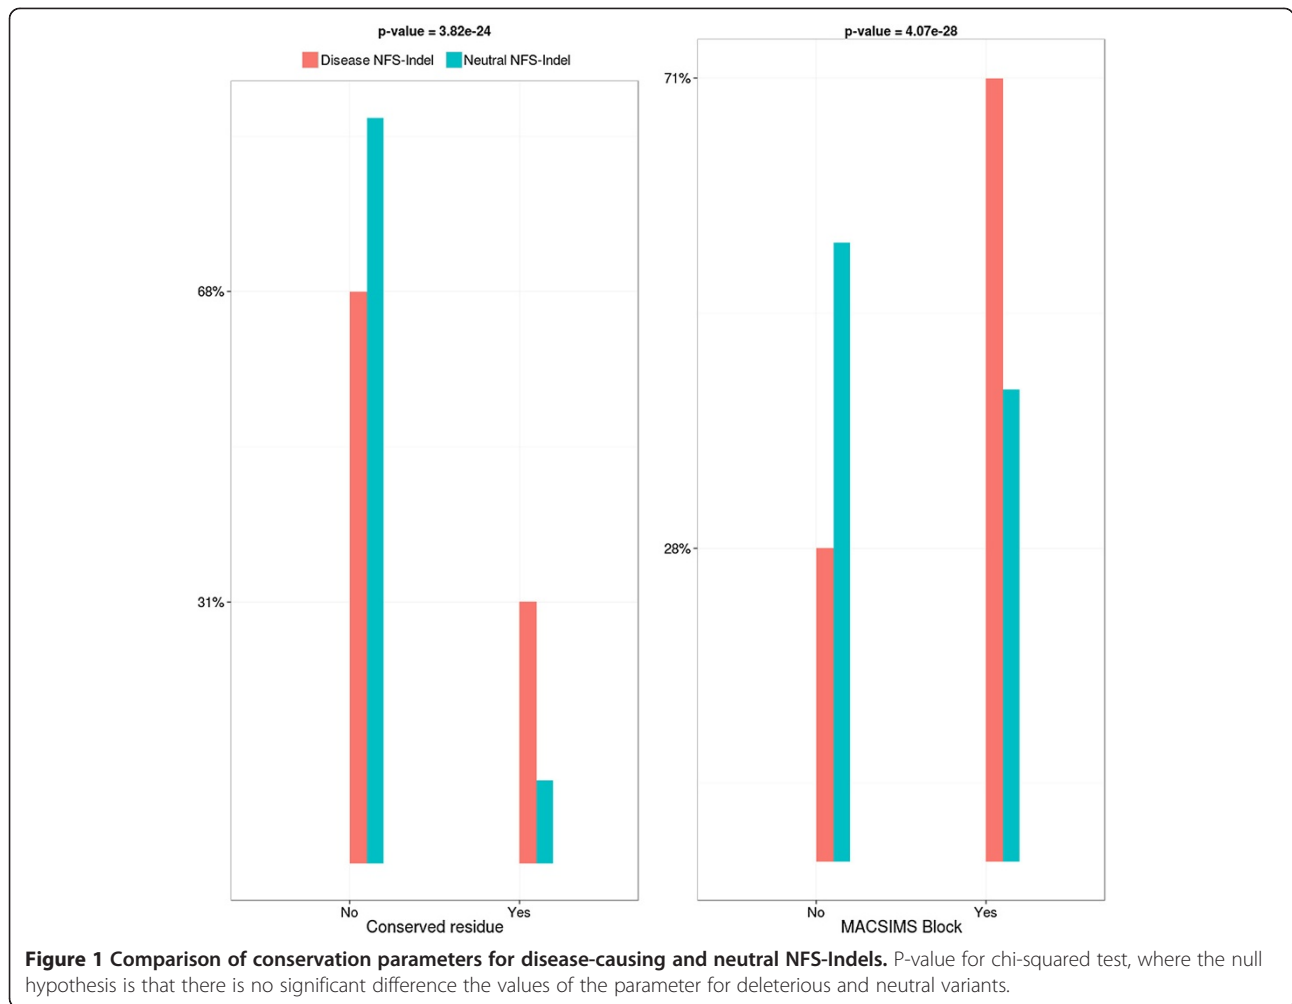 p-value = 3.82e-24
Disease NFS-Indel Neutral NFS-Indel
68%
31%
No Yes
Conserved residue
p-value = 4.07e-28
71%
28%
No Yes
MACSIMS Block
Figure 1 Comparison of conservation parameters for disease-causing and neutral NFS-Indels. P-value for chi-squared test, where the null
hypothesis is that there is no significant difference the values of the parameter for deleterious and neutral variants.